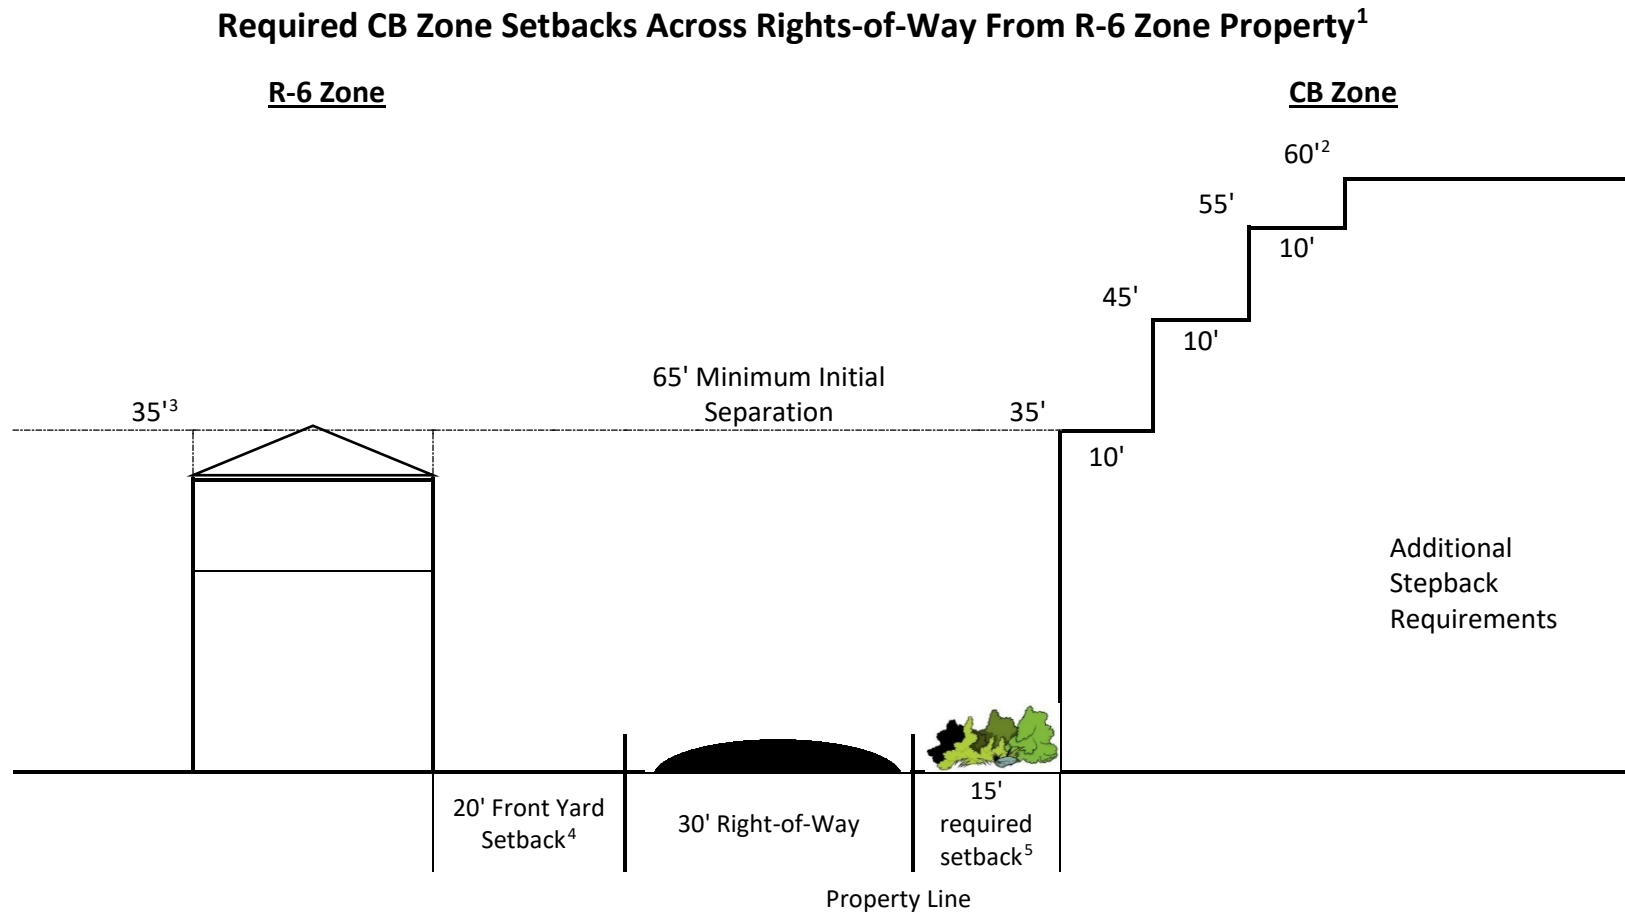 Required CB Zone Setbacks Across Rights-of-Way From R-6 Zone Property¹
R-6 Zone
CB Zone
60'²
55'
10'
45'
10'
65' Minimum Initial
Separation
35'³
35'
10'
Additional
Stepback
Requirements
20' Front Yard
Setback⁴
30' Right-of-Way
15'
required
setback⁵
Property Line